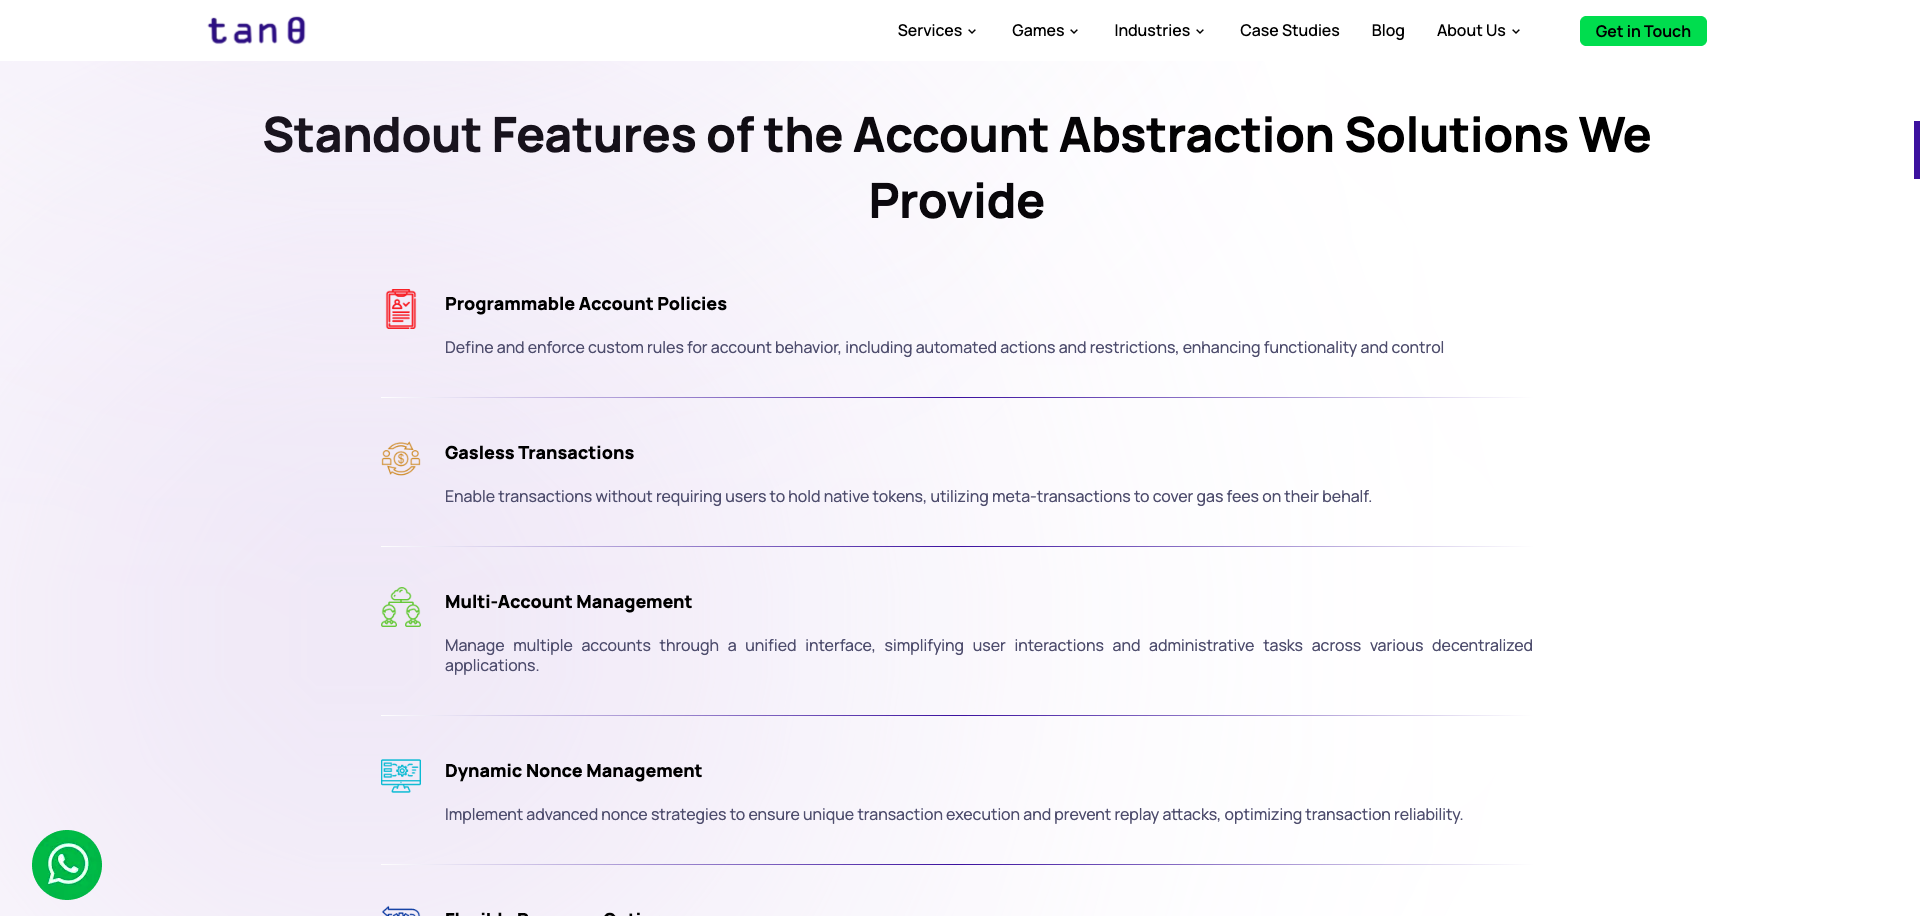 tan θ
Services
Games
Industries
Case Studies
Blog
About Us
Get in Touch
Standout Features of the Account Abstraction Solutions We
Provide
Programmable Account Policies
Define and enforce custom rules for account behavior, including automated actions and restrictions, enhancing functionality and control
Gasless Transactions
Enable transactions without requiring users to hold native tokens, utilizing meta-transactions to cover gas fees on their behalf.
Multi-Account Management
Manage multiple accounts through a unified interface, simplifying user interactions and administrative tasks across various decentralized
applications.
Dynamic Nonce Management
Implement advanced nonce strategies to ensure unique transaction execution and prevent replay attacks, optimizing transaction reliability.